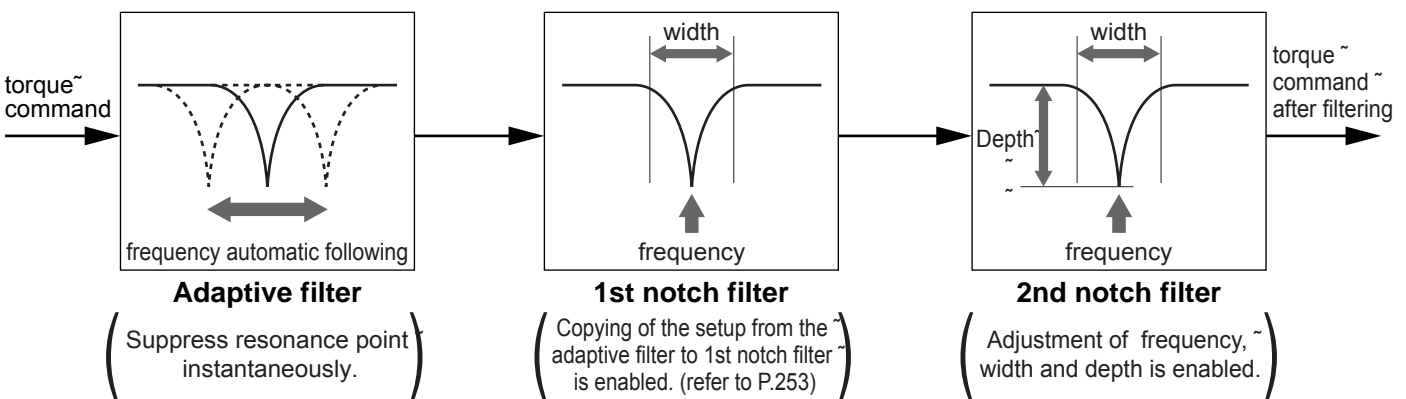 torque˜
command
frequency automatic following
Adaptive filter
Suppress resonance point ˜
instantaneously.
width
frequency
1st notch filter
Copying of the setup from the ˜
adaptive filter to 1st notch filter ˜
is enabled. (refer to P.253)
width
Depth˜
˜
˜
frequency
2nd notch filter
Adjustment of frequency, ˜
width and depth is enabled.
torque ˜
command ˜
after filtering